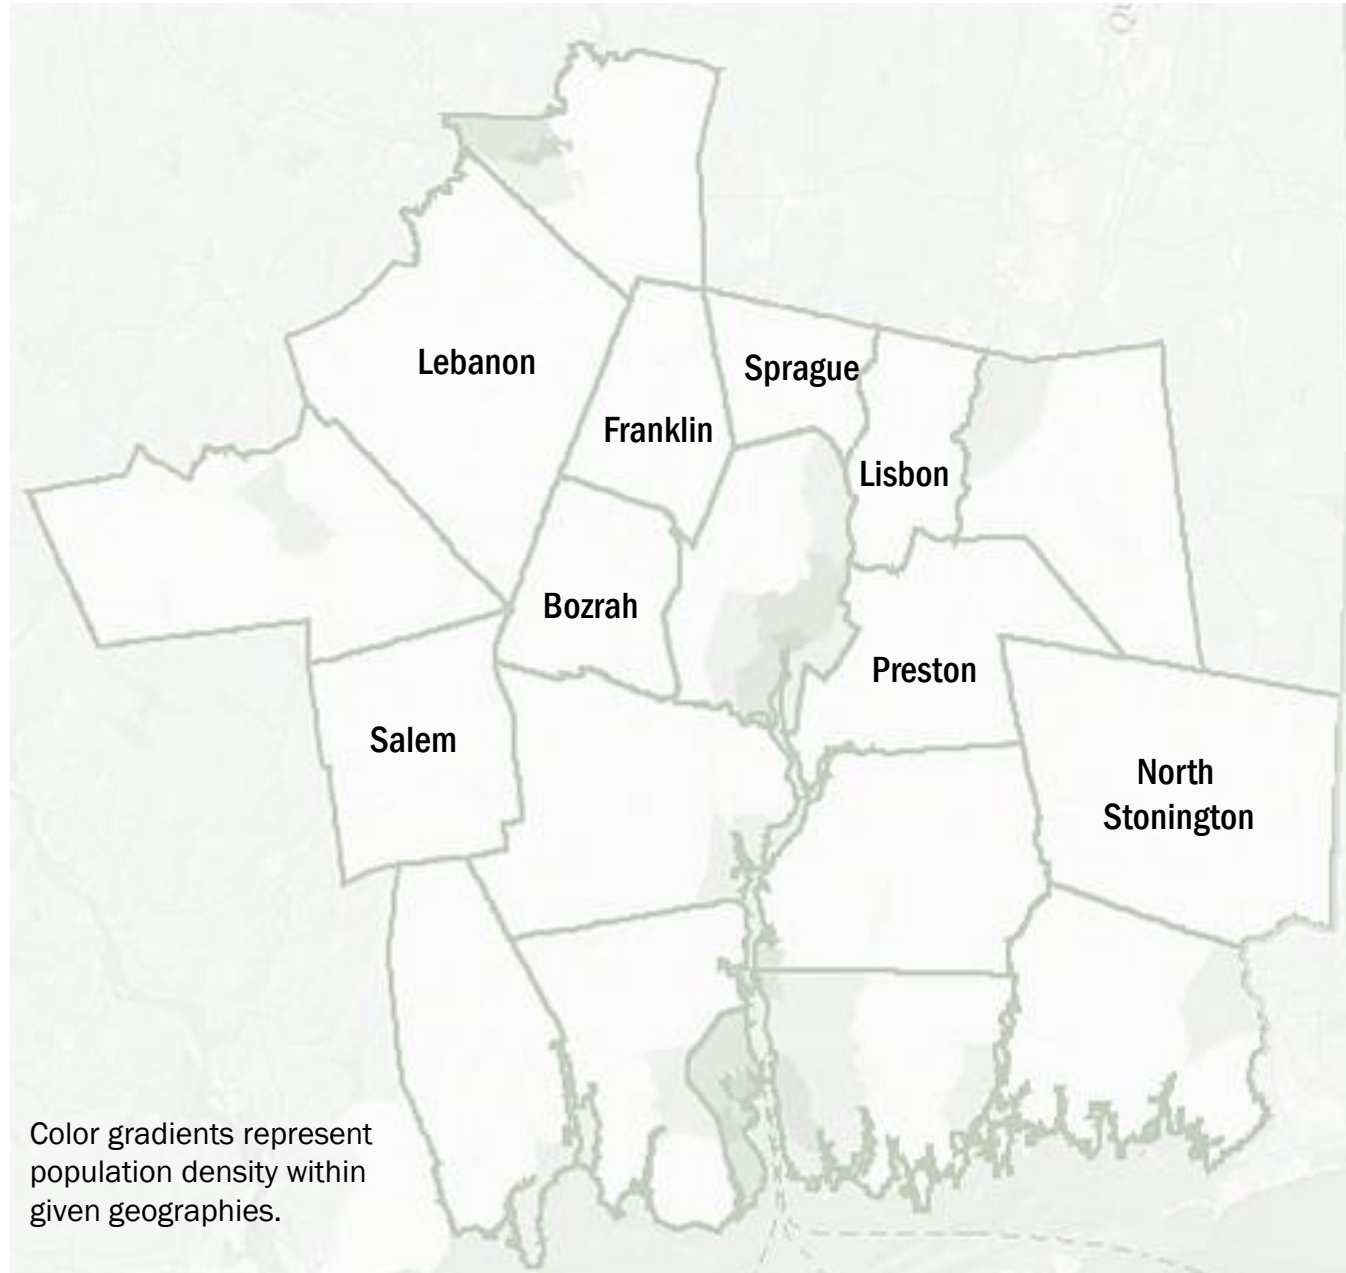 Lebanon
Sprague
Franklin
Lisbon
Bozrah
Preston
Salem
North
Stonington
Color gradients represent
population density within
given geographies.